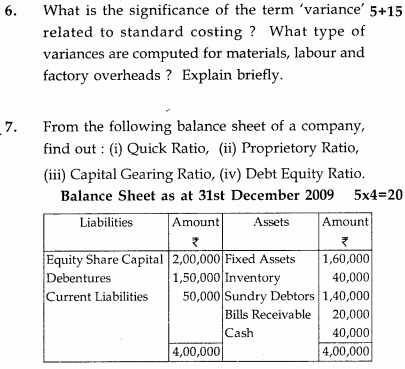 6. What is the significance of the term 'variance' 5+15
related to standard costing ? What type of
variances are computed for materials, labour and
factory overheads ? Explain briefly.
7. From the following balance sheet of a company,
find out : (i) Quick Ratio, (ii) Proprietory Ratio,
(iii) Capital Gearing Ratio, (iv) Debt Equity Ratio.
Balance Sheet as at 31st December 2009 5x4=20
Liabilities Amount Assets Amount
₹ ₹
Equity Share Capital 2,00,000 Fixed Assets 1,60,000
Debentures 1,50,000 Inventory 40,000
Current Liabilities 50,000 Sundry Debtors 1,40,000
Bills Receivable 20,000
Cash 40,000
4,00,000 4,00,000